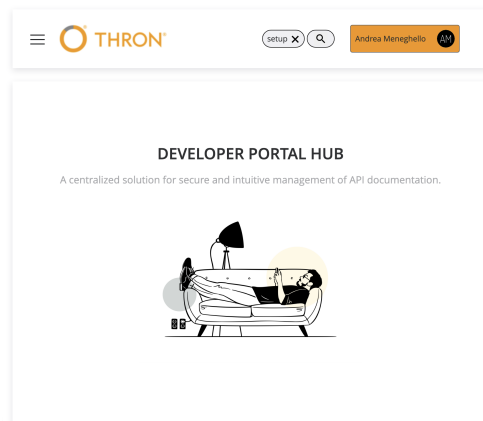 THRON®
setup
Andrea Meneghello
AM
DEVELOPER PORTAL HUB
A centralized solution for secure and intuitive management of API documentation.